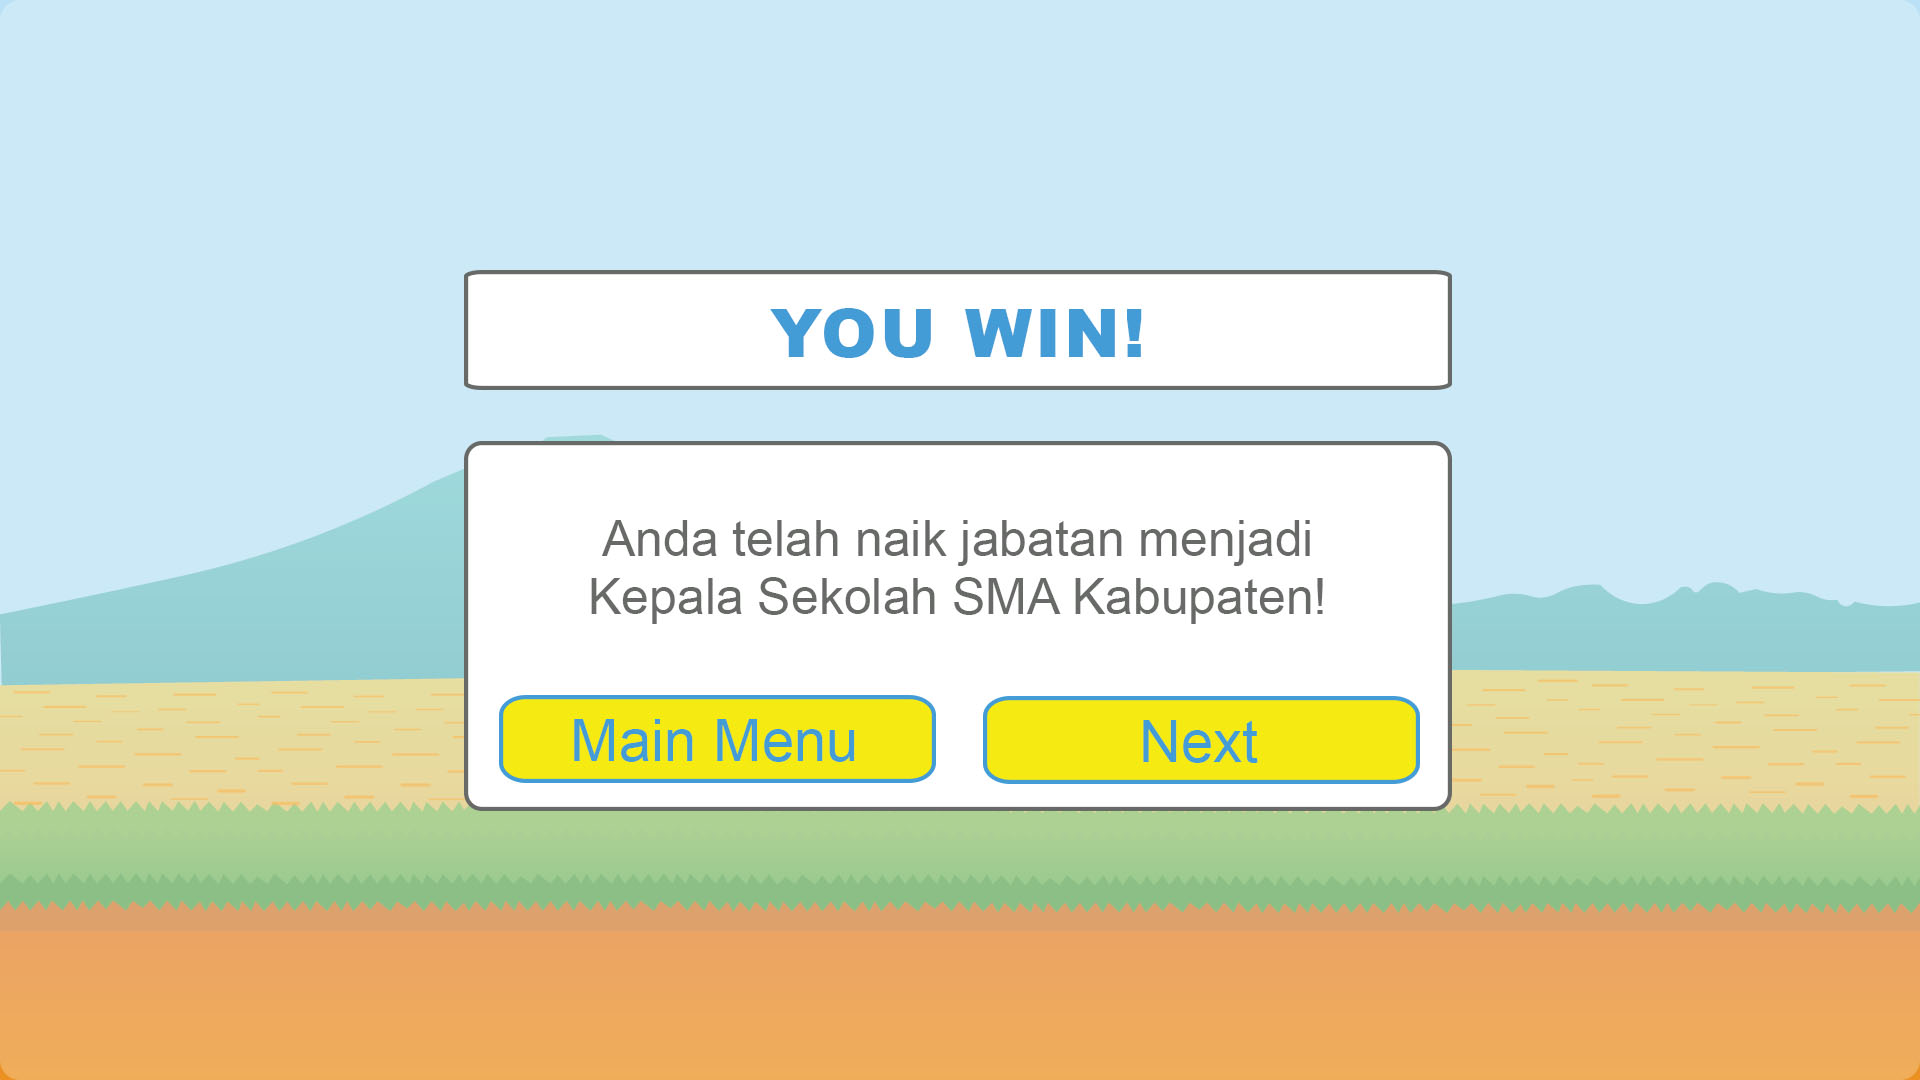 YOU WIN!
Anda telah naik jabatan menjadi
Kepala Sekolah SMA Kabupaten!
Main Menu
Next